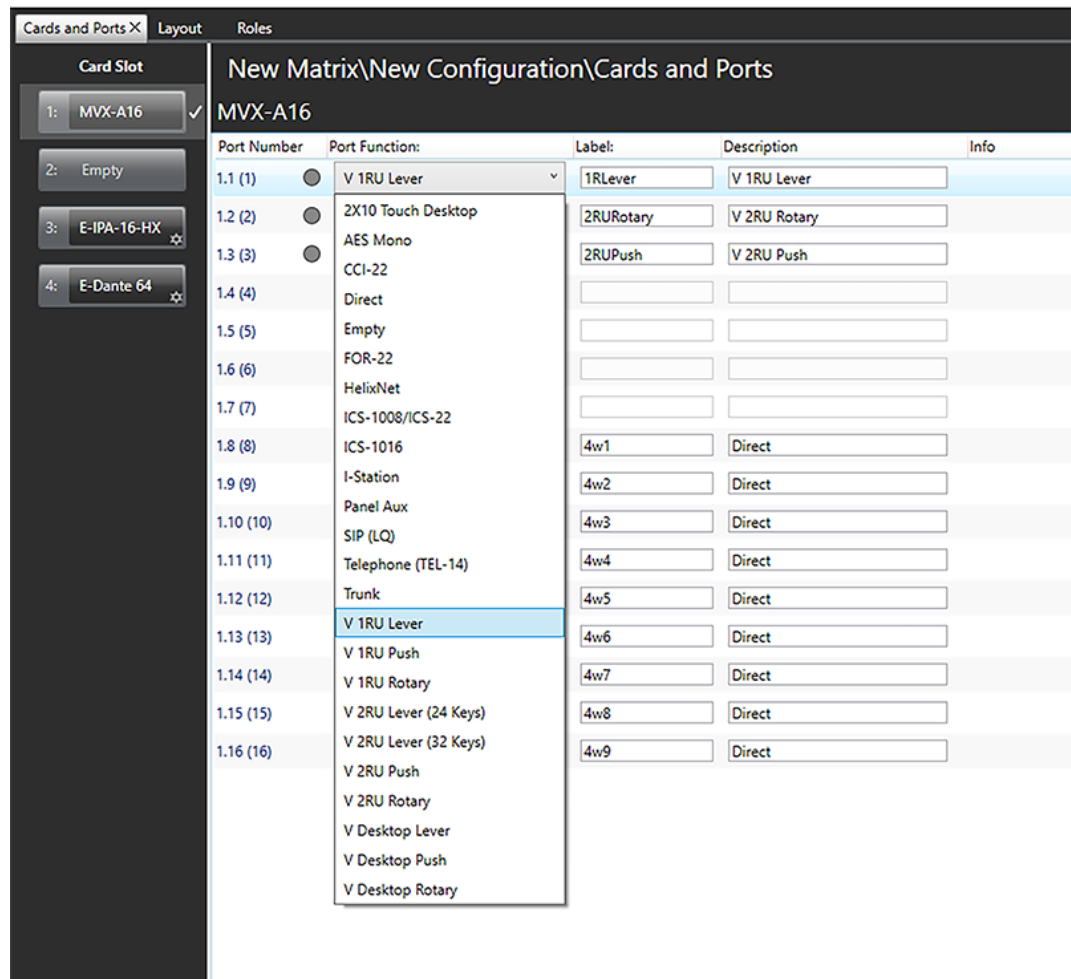 Cards and Ports X Layout Roles
Card Slot
New Matrix\New Configuration\Cards and Ports
1: MVX-A16
MVX-A16
2: Empty
3: E-IPA-16-HX
4: E-Dante 64
Port Number Port Function: Label: Description Info
1.1 (1) V 1RU Lever 1RLever V 1RU Lever
1.2 (2) 2RURotary V 2RU Rotary
1.3 (3) 2RUPush V 2RU Push
1.4 (4)
1.5 (5)
1.6 (6)
1.7 (7)
1.8 (8) 4w1 Direct
1.9 (9) 4w2 Direct
1.10 (10) 4w3 Direct
1.11 (11) 4w4 Direct
1.12 (12) 4w5 Direct
1.13 (13) 4w6 Direct
1.14 (14) 4w7 Direct
1.15 (15) 4w8 Direct
1.16 (16) 4w9 Direct
2X10 Touch Desktop
AES Mono
CCI-22
Direct
Empty
FOR-22
HelixNet
ICS-1008/ICS-22
ICS-1016
I-Station
Panel Aux
SIP (LQ)
Telephone (TEL-14)
Trunk
V 1RU Lever
V 1RU Push
V 1RU Rotary
V 2RU Lever (24 Keys)
V 2RU Lever (32 Keys)
V 2RU Push
V 2RU Rotary
V Desktop Lever
V Desktop Push
V Desktop Rotary